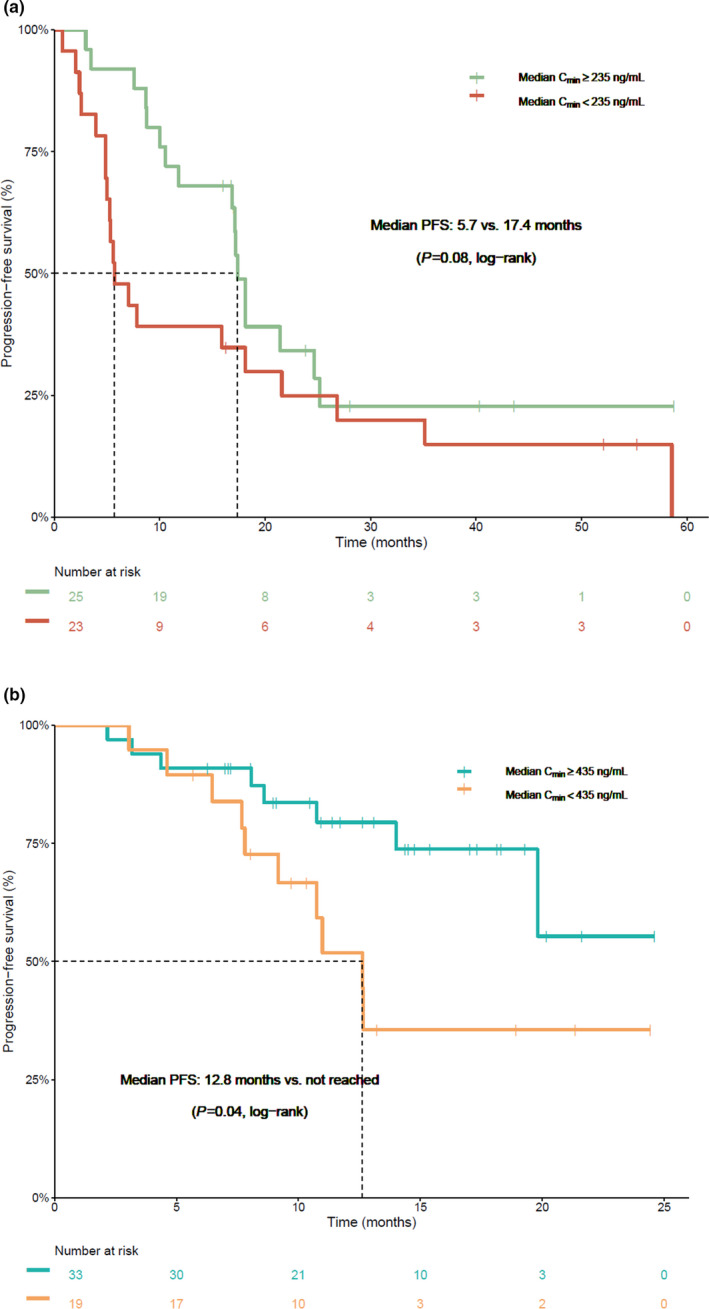 (a)
100%
75%
50%
25%
0%
Progression−free survival (%)
Median Cmin ≥ 235 ng/mL
Median Cmin < 235 ng/mL
Median PFS: 5.7 vs. 17.4 months
(P=0.08, log−rank)
0 10 20 30 40 50 60
Time (months)
Number at risk
25 19 8 3 3 1 0
23 9 6 4 3 3 0
(b)
100%
75%
50%
25%
0%
Progression−free survival (%)
Median Cmin ≥ 435 ng/mL
Median Cmin < 435 ng/mL
Median PFS: 12.8 months vs. not reached
(P=0.04, log−rank)
0 5 10 15 20 25
Time (months)
Number at risk
33 30 21 10 3 0
19 17 10 3 2 0